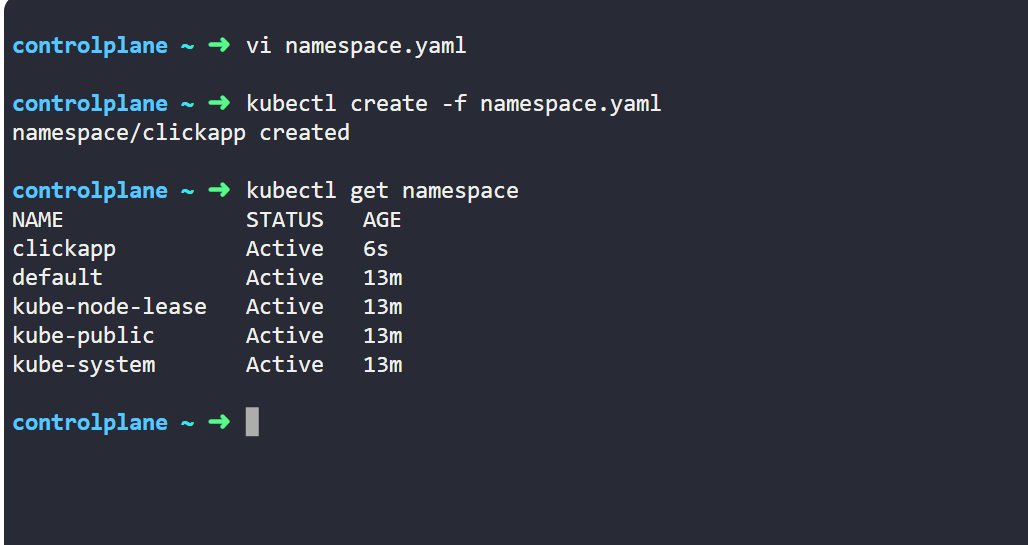 controlplane ~ ➜ vi namespace.yaml
controlplane ~ ➜ kubectl create -f namespace.yaml
namespace/clickapp created
controlplane ~ ➜ kubectl get namespace
NAME STATUS AGE
clickapp Active 6s
default Active 13m
kube-node-lease Active 13m
kube-public Active 13m
kube-system Active 13m
controlplane ~ ➜